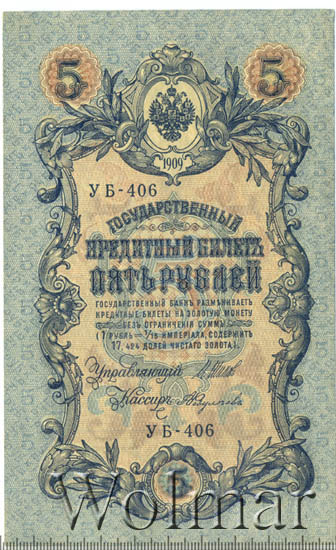 5 5
1909
УБ-406
ГОСУДАРСТВЕННЫЙ
КРЕДИТНЫЙ БИЛЕТЪ
ПЯТЬ РУБЛЕЙ
ГОСУДАРСТВЕННЫЙ БАНКЪ РАЗМѢНИВАЕТЪ
КРЕДИТНЫЕ БИЛЕТЫ НА ЗОЛОТУЮ МОНЕТУ
БЕЗЪ ОГРАНИЧЕНІЯ СУММЫ
(1 РУБЛЬ = 1/15 ИМПЕРІАЛА, СОДЕРЖИТЪ
17,424 ДОЛЕЙ ЧИСТАГО ЗОЛОТА).
Управляющій
Кассиръ
УБ-406
5
Wolmar